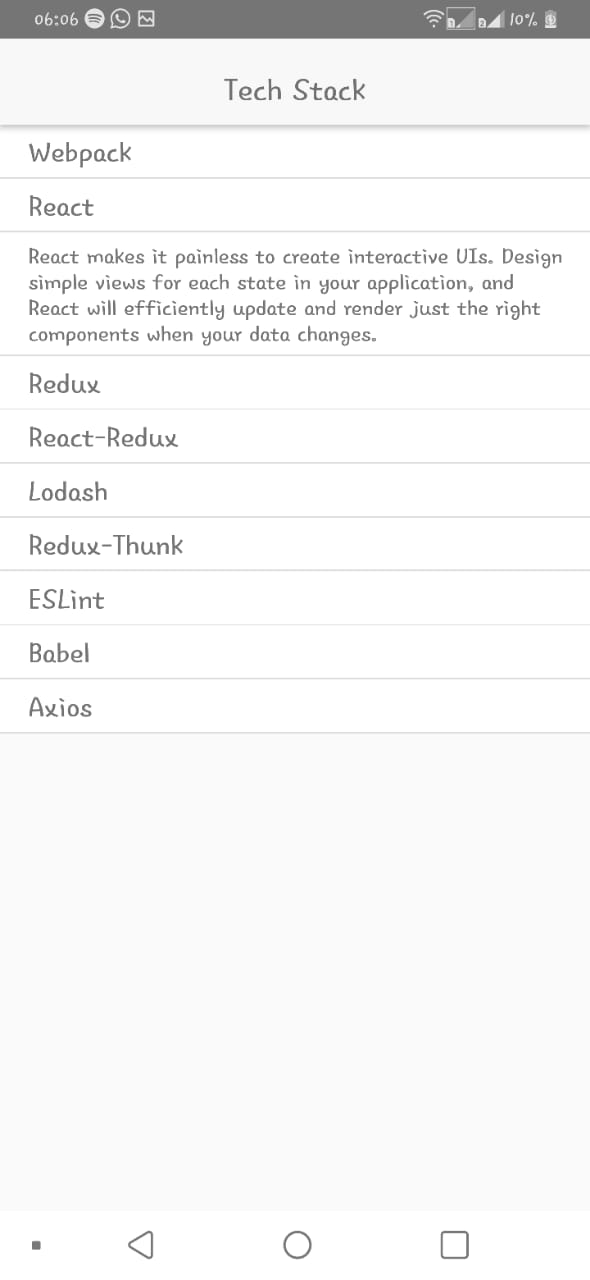 06:06 10%
Tech Stack
Webpack
React
React makes it painless to create interactive UIs. Design
simple views for each state in your application, and
React will efficiently update and render just the right
components when your data changes.
Redux
React-Redux
Lodash
Redux-Thunk
ESLint
Babel
Axios